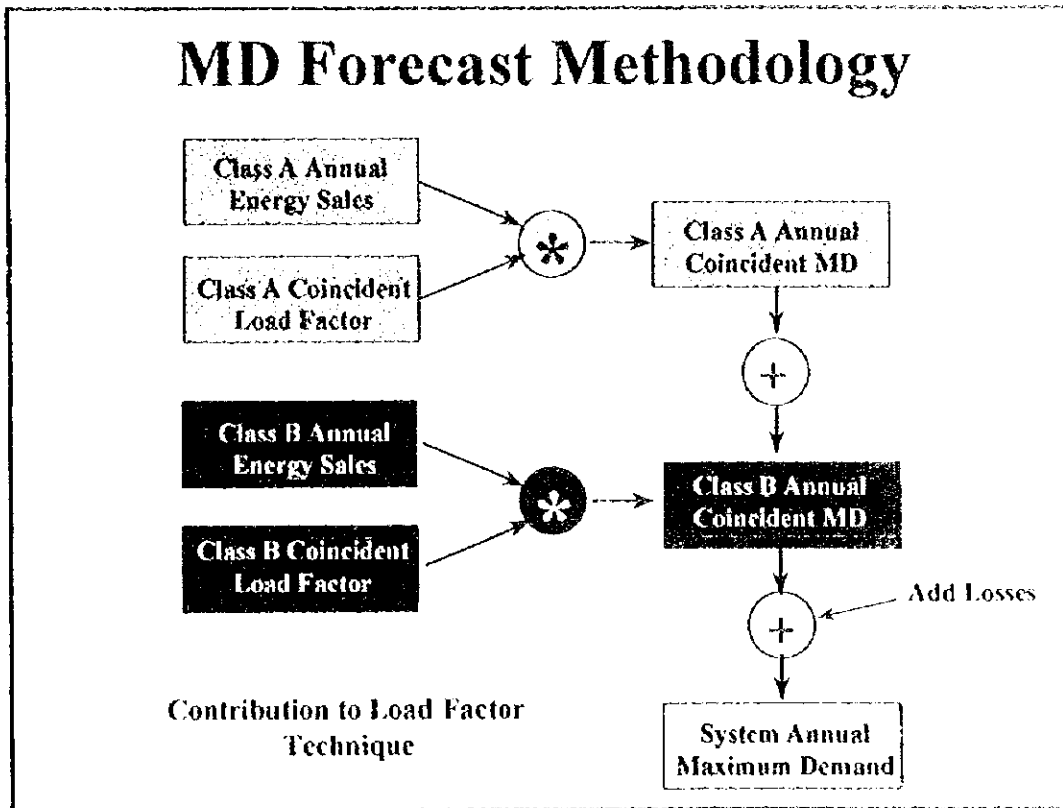 MD Forecast Methodology
Class A Annual
Energy Sales
*
Class A Annual
Coincident MD
Class A Coincident
Load Factor
+
Class B Annual
Energy Sales
*
Class B Annual
Coincident MD
Class B Coincident
Load Factor
+
Add Losses
Contribution to Load Factor
Technique
System Annual
Maximum Demand